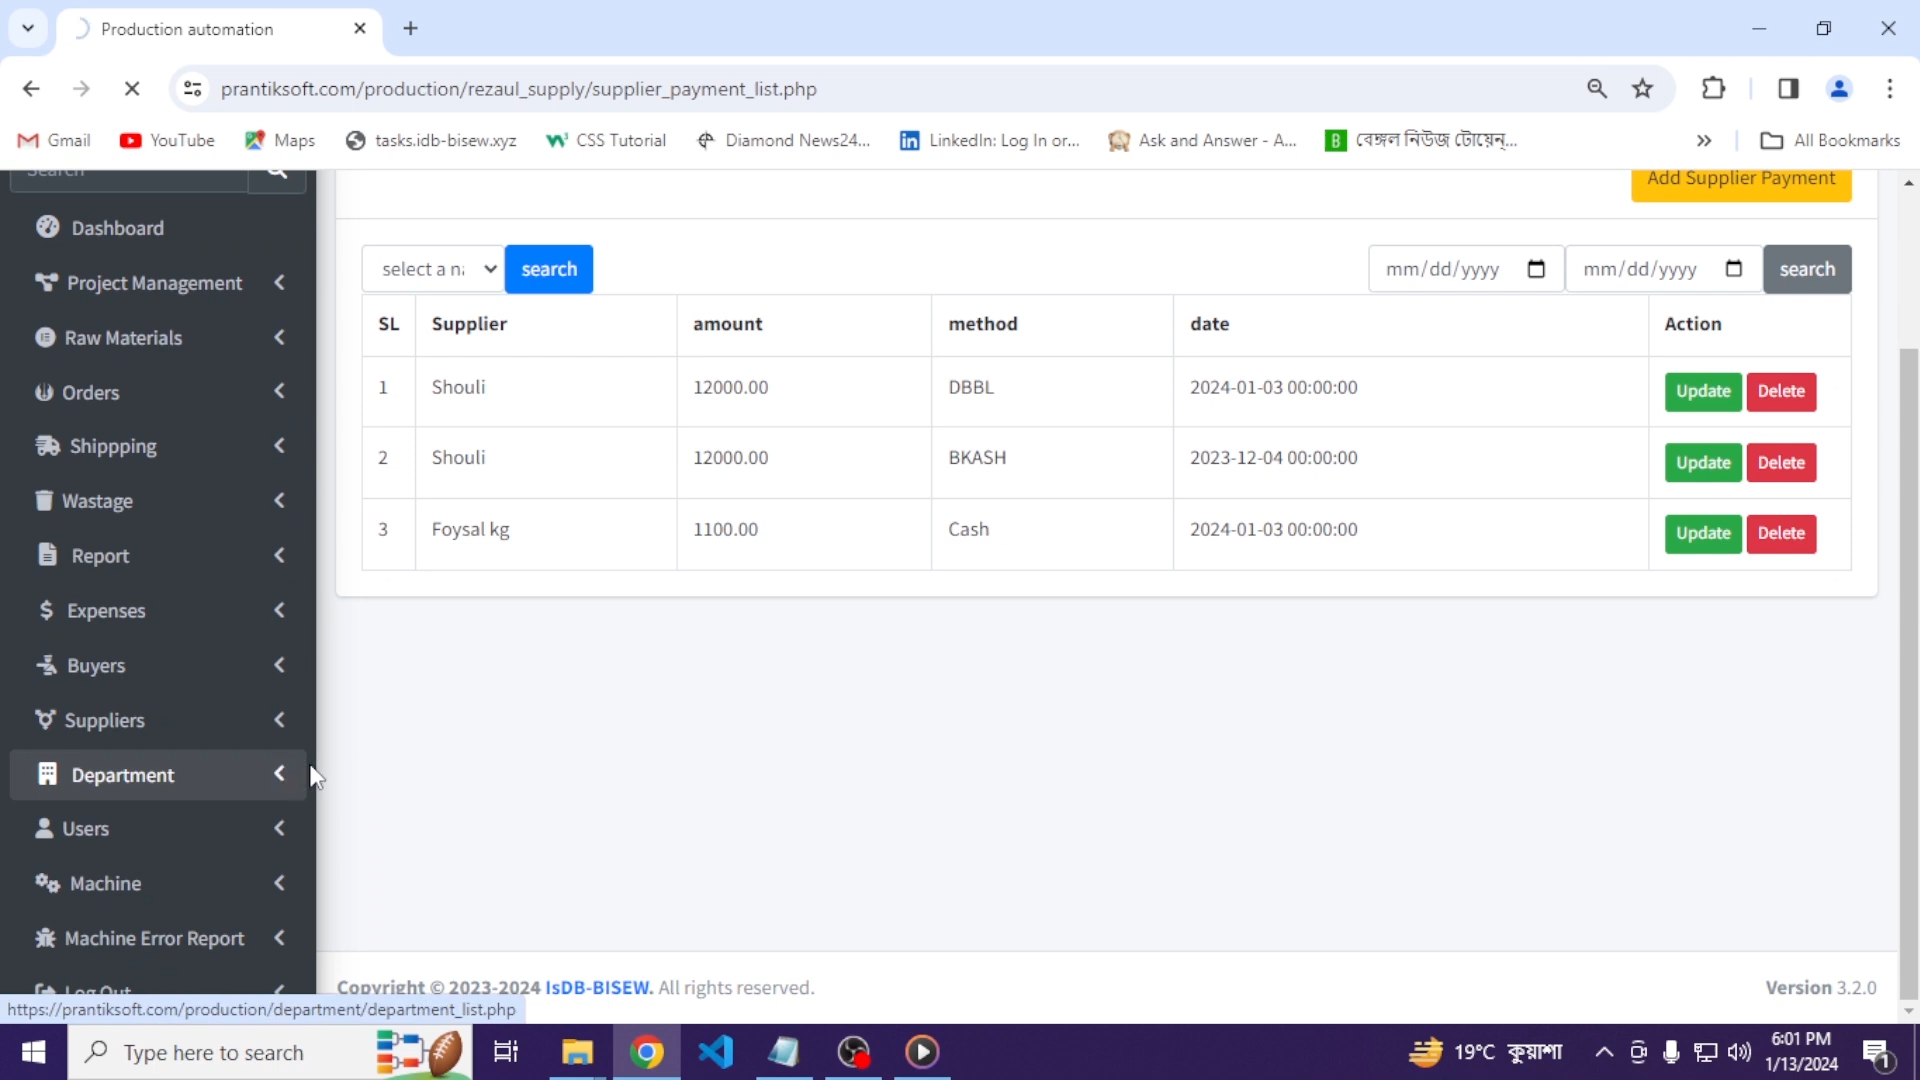 Production automation
prantiksoft.com/production/rezaul_supply/supplier_payment_list.php
Gmail YouTube Maps tasks.idb-bisew.xyz CSS Tutorial Diamond News24... LinkedIn: Log In or... Ask and Answer - A... B বেঙ্গল নিউজ টোয়েন্... » All Bookmarks
Search
Add Supplier Payment
Dashboard
Project Management
Raw Materials
Orders
Shippping
Wastage
Report
Expenses
Buyers
Suppliers
Department
Users
Machine
Machine Error Report
Log Out
select a na search mm/dd/yyyy mm/dd/yyyy search
SL Supplier amount method date Action
1 Shouli 12000.00 DBBL 2024-01-03 00:00:00 Update Delete
2 Shouli 12000.00 BKASH 2023-12-04 00:00:00 Update Delete
3 Foysal kg 1100.00 Cash 2024-01-03 00:00:00 Update Delete
Copyright © 2023-2024 IsDB-BISEW. All rights reserved. Version 3.2.0
https://prantiksoft.com/production/department/department_list.php
Type here to search
19°C কুয়াশা
6:01 PM
1/13/2024
1